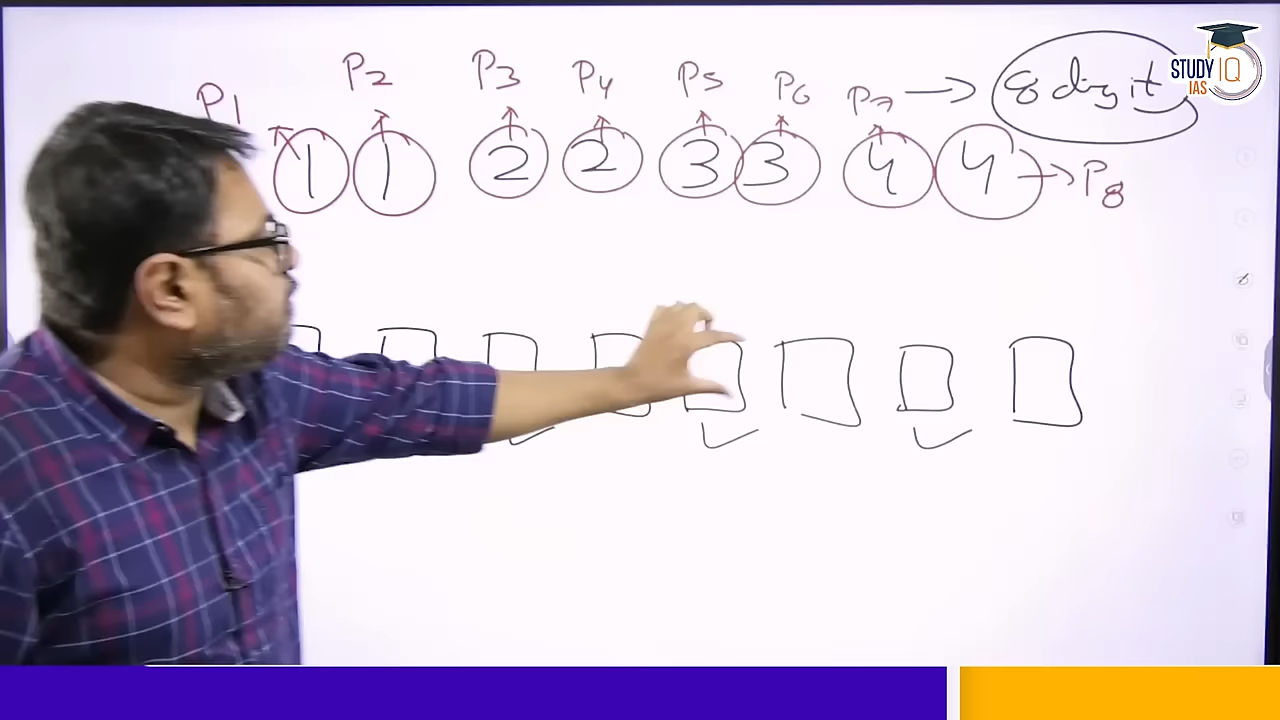 P1 P2 P3 P4 P5 P6 P7 → 8 digit
1 1 2 2 3 3 4 4 → P8
STUDY IQ
IAS